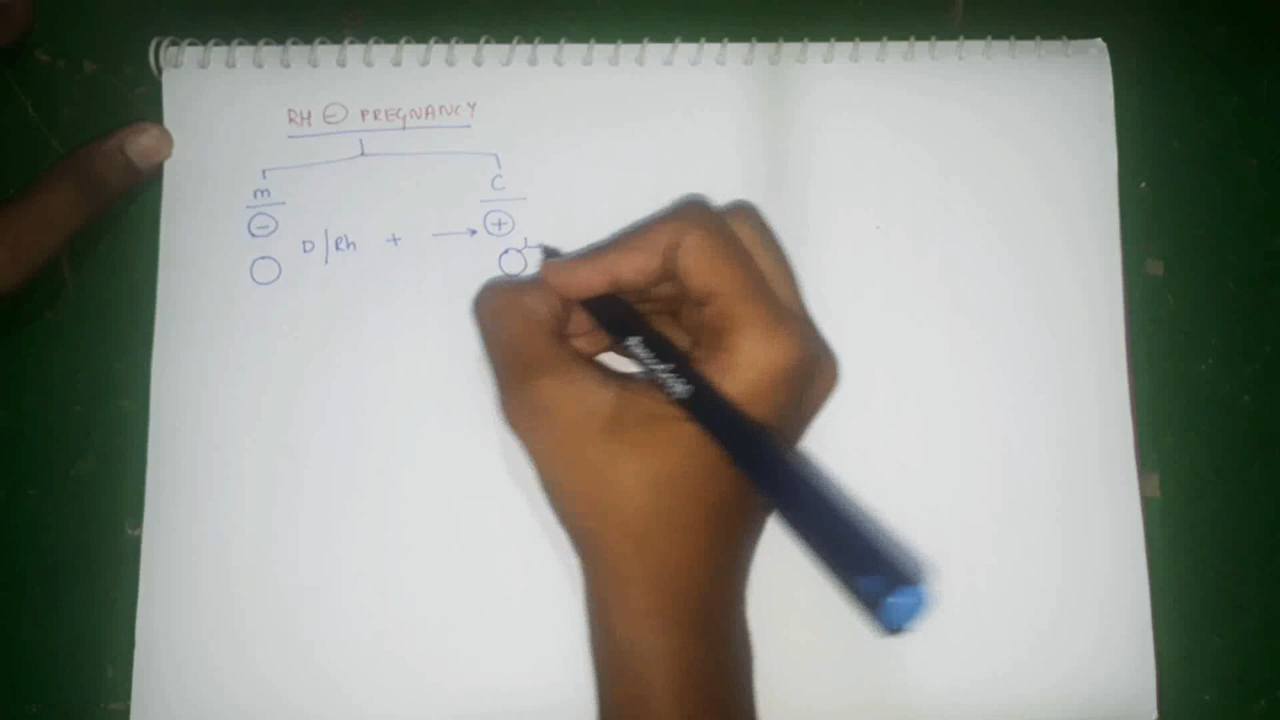 RH ⊖ PREGNANCY
m C
⊖ ⊕
D/Rh + →